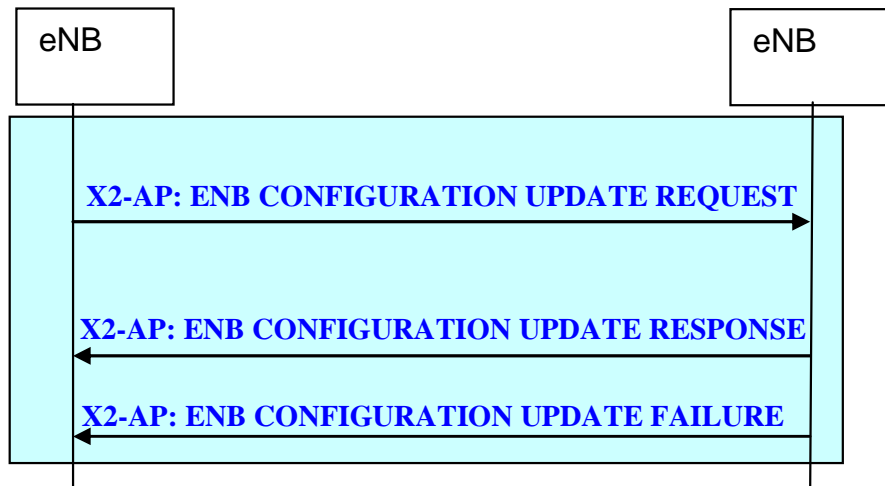 eNB
eNB
X2-AP: ENB CONFIGURATION UPDATE REQUEST
X2-AP: ENB CONFIGURATION UPDATE RESPONSE
X2-AP: ENB CONFIGURATION UPDATE FAILURE